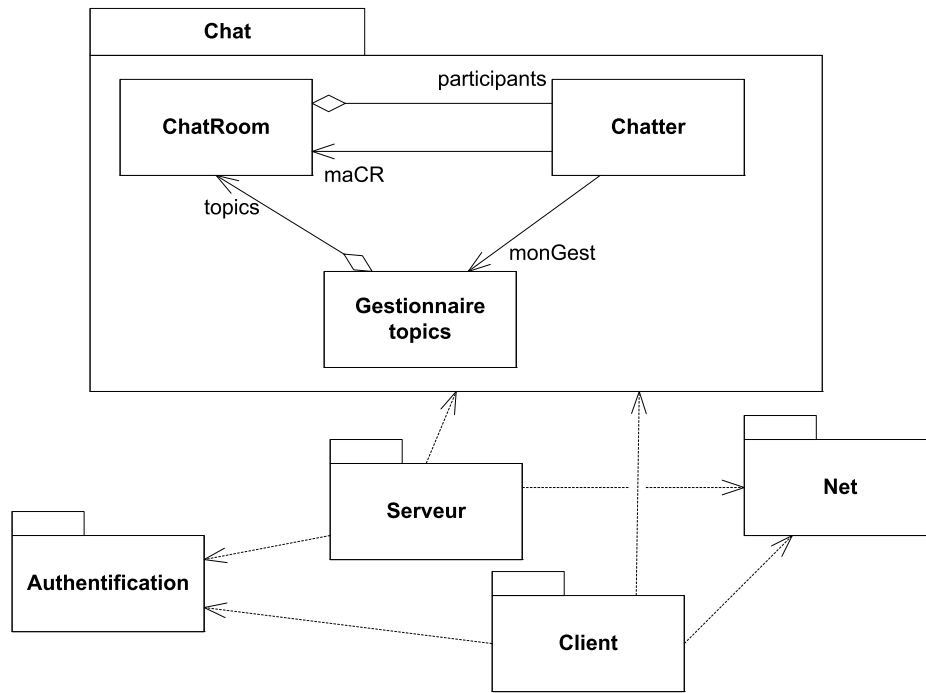 Chat
participants
ChatRoom
Chatter
maCR
topics
monGest
Gestionnaire
topics
Serveur
Net
Authentification
Client